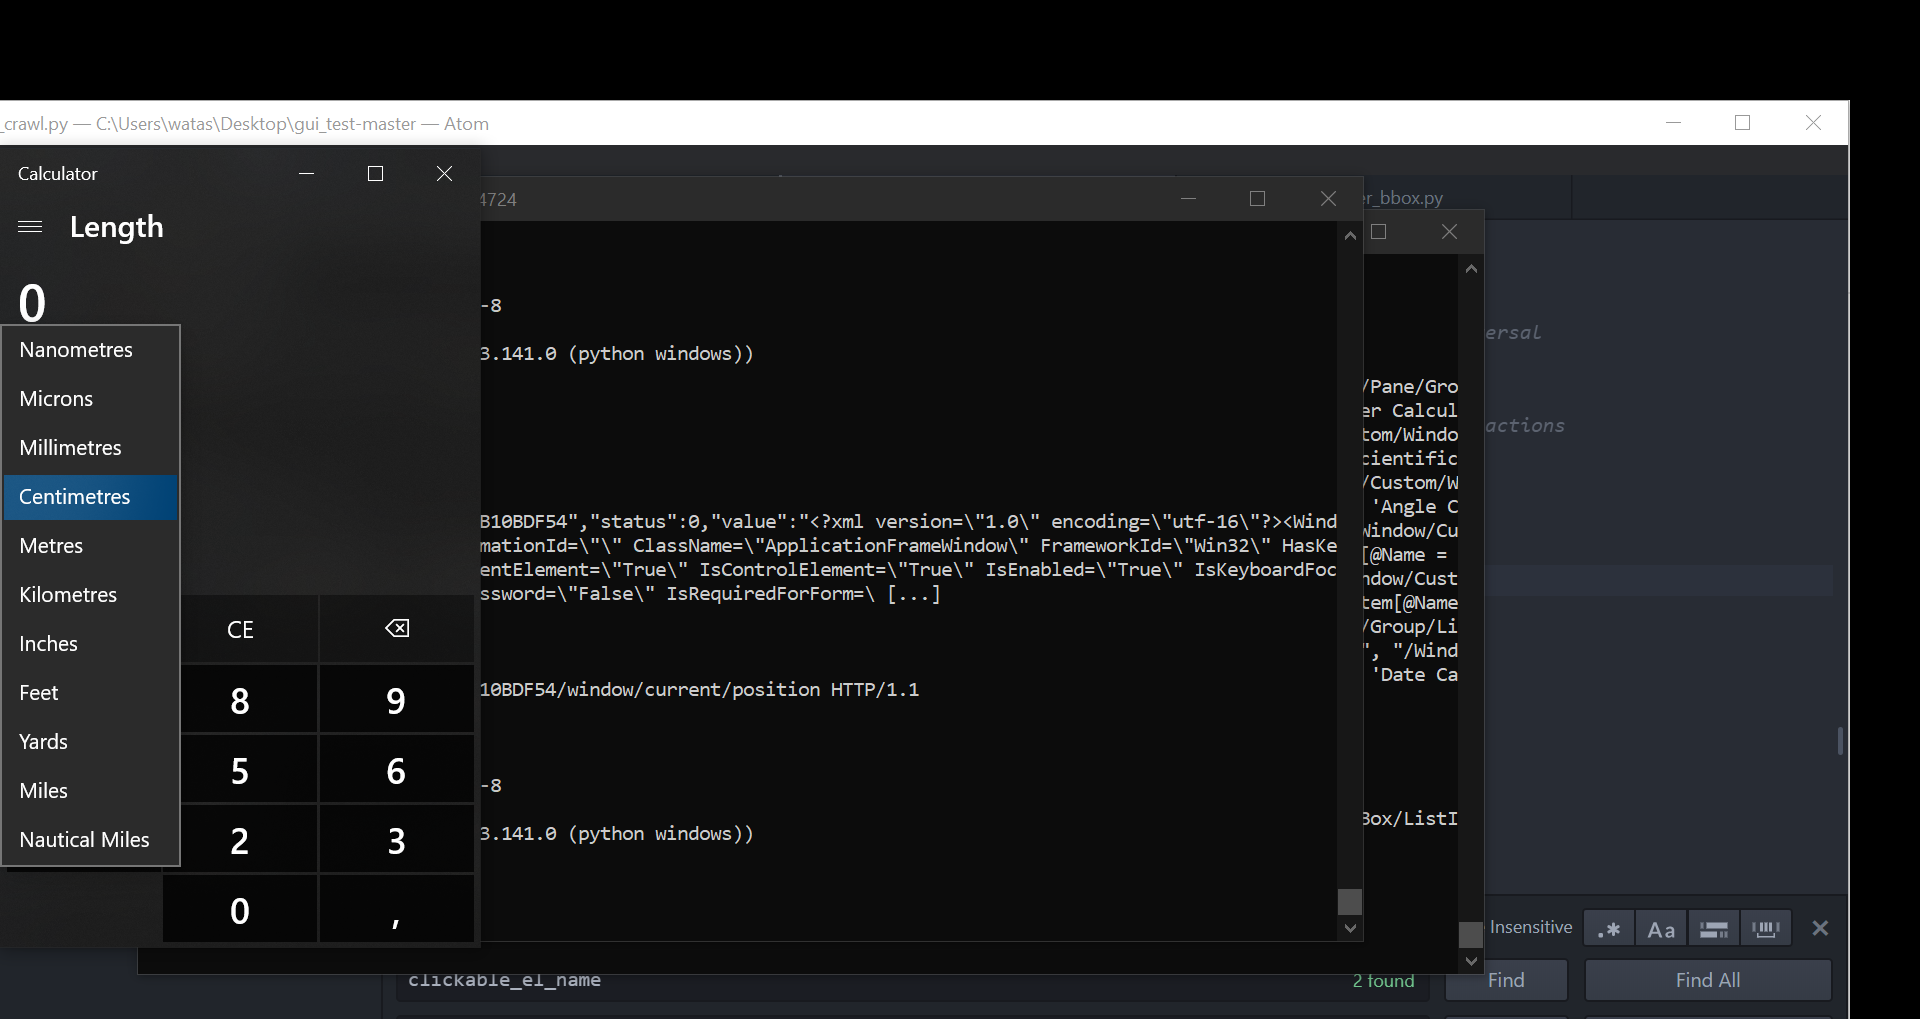 _crawl.py — C:\Users\watas\Desktop\gui_test-master — Atom
Calculator
Length
0
Nanometres
Microns
Millimetres
Centimetres
Metres
Kilometres
Inches
Feet
Yards
Miles
Nautical Miles
CE
8
9
5
6
2
3
0
,
4724
-8
3.141.0 (python windows))
B10BDF54","status":0,"value":"<?xml version=\"1.0\" encoding=\"utf-16\"?><Wind
mationId=\"\" ClassName=\"ApplicationFrameWindow\" FrameworkId=\"Win32\" HasKe
entElement=\"True\" IsControlElement=\"True\" IsEnabled=\"True\" IsKeyboardFoc
ssword=\"False\" IsRequiredForForm=\ [...]
10BDF54/window/current/position HTTP/1.1
-8
3.141.0 (python windows))
er_bbox.py
/Pane/Gro
er Calcul
tom/Windo
cientific
/Custom/W
'Angle C
Window/Cu
[@Name =
ndow/Cust
tem[@Name
/Group/Li
", "/Wind
'Date Ca
Box/ListI
ersal
actions
Insensitive
.*
Aa
clickable_el_name
2 found
Find
Find All